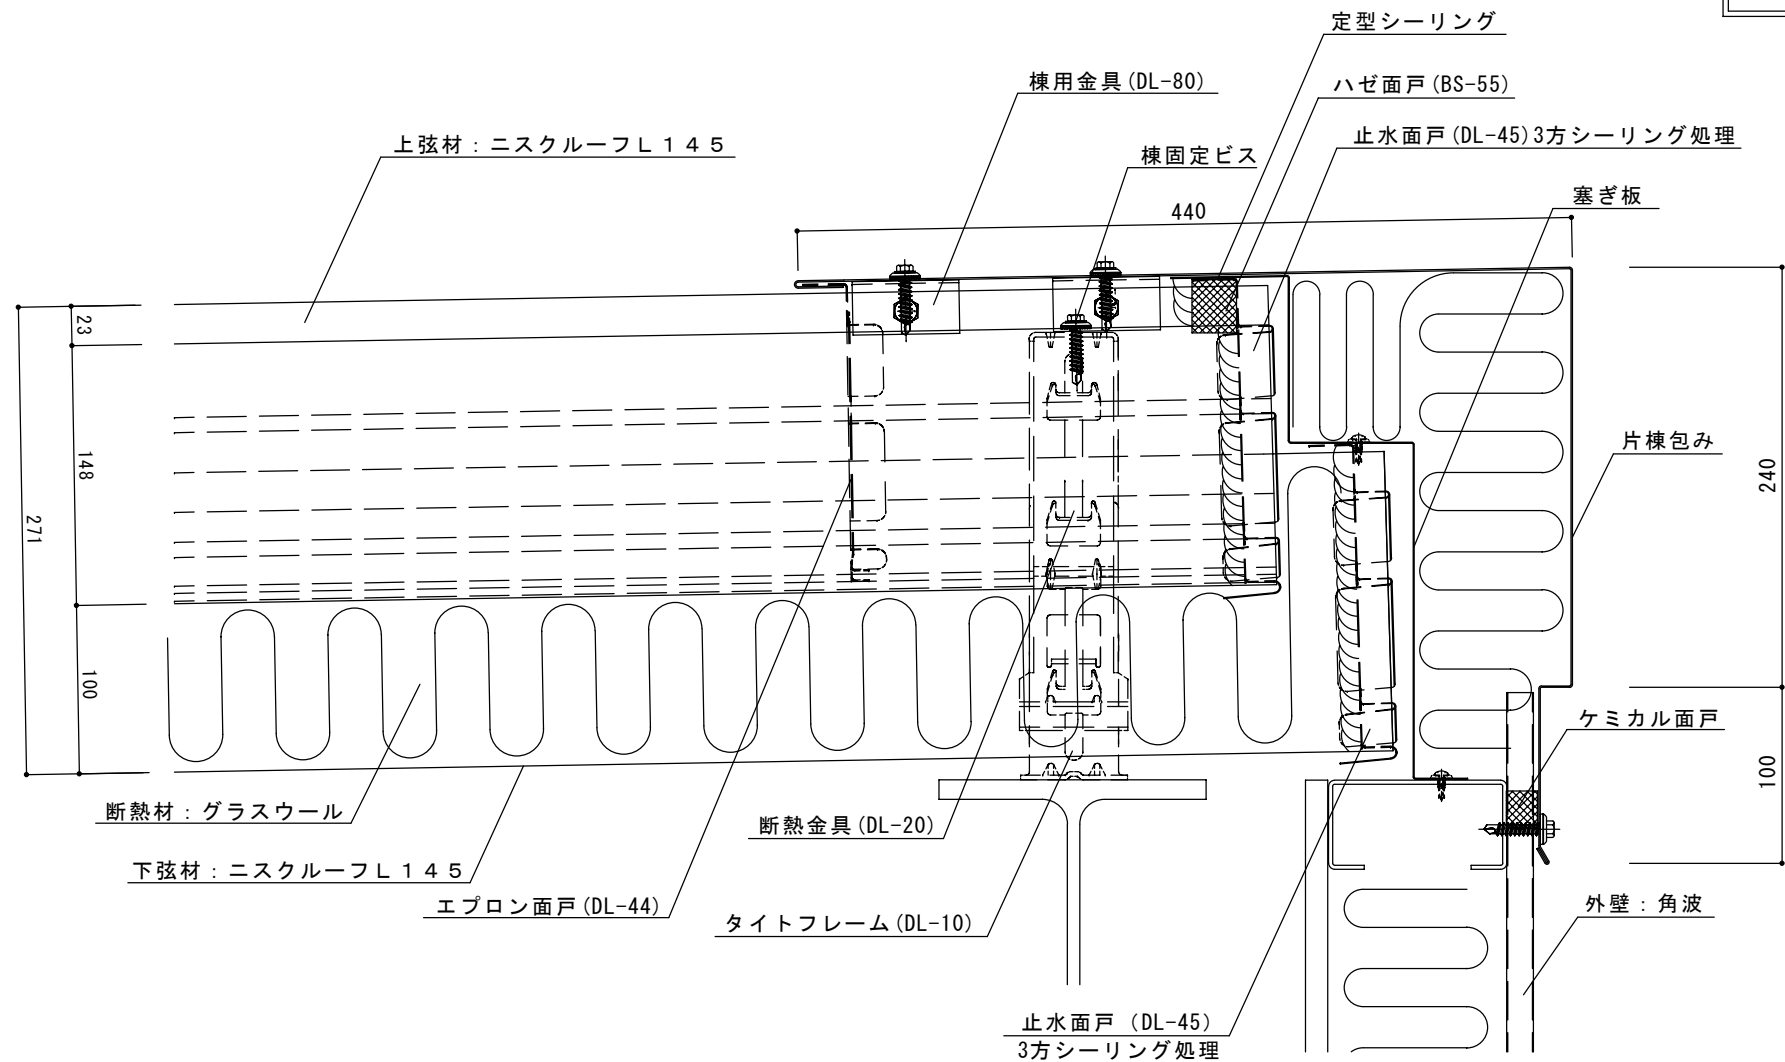 定型シーリング
棟用金具(DL-80)
ハゼ面戸(BS-55)
上弦材：ニスクルーフＬ１４５
棟固定ビス
止水面戸(DL-45)3方シーリング処理
塞ぎ板
440
23
148
271
100
片棟包み
240
ケミカル面戸
100
断熱材：グラスウール
断熱金具(DL-20)
下弦材：ニスクルーフＬ１４５
エプロン面戸(DL-44)
タイトフレーム(DL-10)
外壁：角波
止水面戸（DL-45)
3方シーリング処理